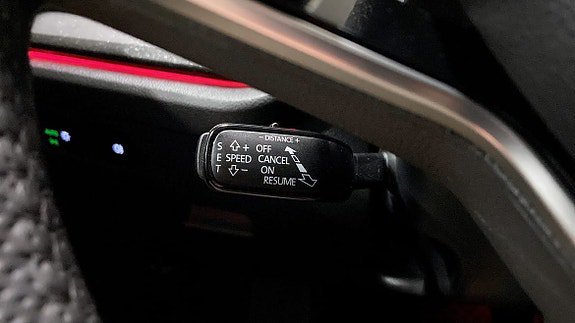 − DISTANCE +
S + OFF
E SPEED CANCEL
T − ON
RESUME